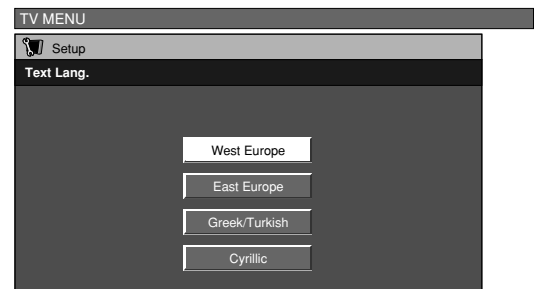 TV MENU
Setup
Text Lang.
West Europe
East Europe
Greek/Turkish
Cyrillic